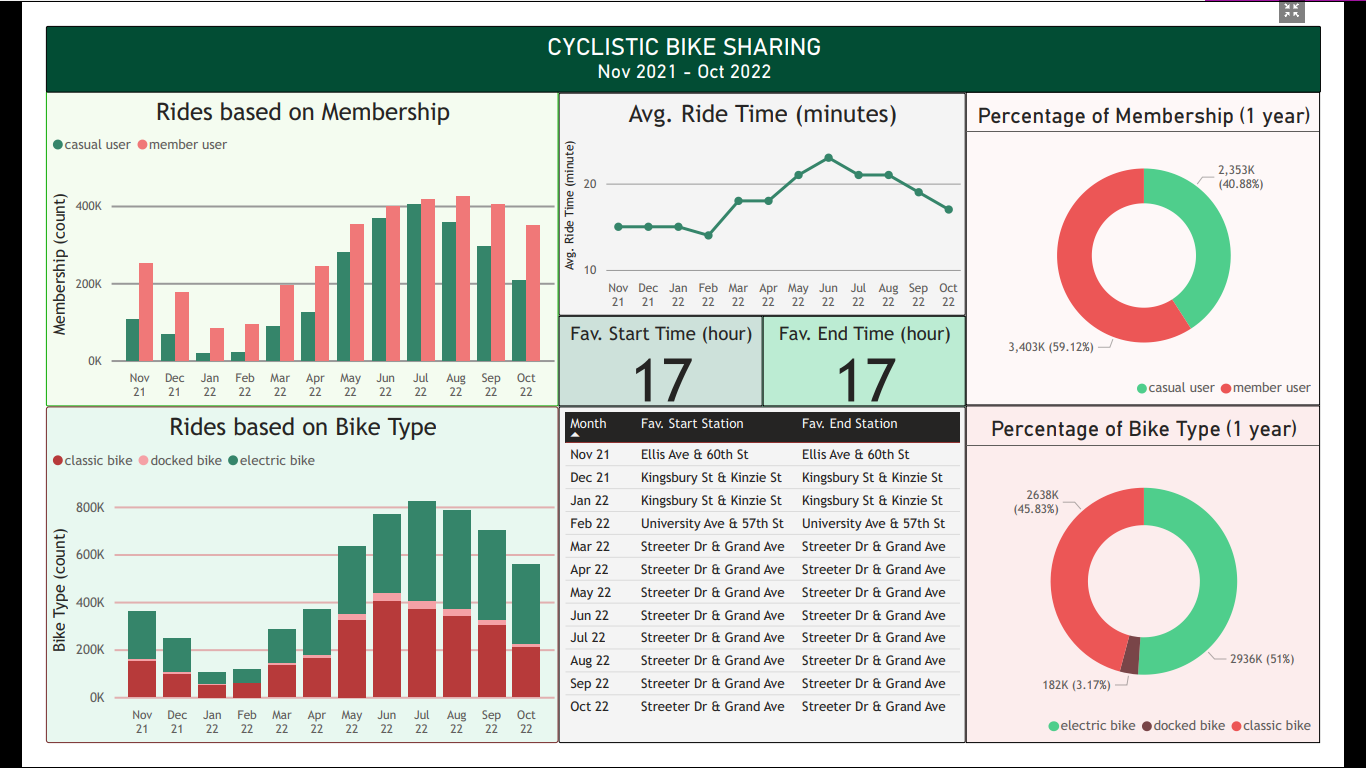 CYCLISTIC BIKE SHARING
Nov 2021 - Oct 2022
Rides based on Membership
casual user member user
Membership (count)
400K
200K
0K
Nov Dec Jan Feb Mar Apr May Jun Jul Aug Sep Oct
21 21 22 22 22 22 22 22 22 22 22 22
Avg. Ride Time (minutes)
Avg. Ride Time (minute)
20
10
Nov Dec Jan Feb Mar Apr May Jun Jul Aug Sep Oct
21 21 22 22 22 22 22 22 22 22 22 22
Fav. Start Time (hour)
17
Fav. End Time (hour)
17
Percentage of Membership (1 year)
2,353K
(40.88%)
3,403K (59.12%)
casual user member user
Rides based on Bike Type
classic bike docked bike electric bike
Bike Type (count)
800K
600K
400K
200K
0K
Nov Dec Jan Feb Mar Apr May Jun Jul Aug Sep Oct
21 21 22 22 22 22 22 22 22 22 22 22
Month Fav. Start Station Fav. End Station
Nov 21 Ellis Ave & 60th St Ellis Ave & 60th St
Dec 21 Kingsbury St & Kinzie St Kingsbury St & Kinzie St
Jan 22 Kingsbury St & Kinzie St Kingsbury St & Kinzie St
Feb 22 University Ave & 57th St University Ave & 57th St
Mar 22 Streeter Dr & Grand Ave Streeter Dr & Grand Ave
Apr 22 Streeter Dr & Grand Ave Streeter Dr & Grand Ave
May 22 Streeter Dr & Grand Ave Streeter Dr & Grand Ave
Jun 22 Streeter Dr & Grand Ave Streeter Dr & Grand Ave
Jul 22 Streeter Dr & Grand Ave Streeter Dr & Grand Ave
Aug 22 Streeter Dr & Grand Ave Streeter Dr & Grand Ave
Sep 22 Streeter Dr & Grand Ave Streeter Dr & Grand Ave
Oct 22 Streeter Dr & Grand Ave Streeter Dr & Grand Ave
Percentage of Bike Type (1 year)
2638K
(45.83%)
2936K (51%)
182K (3.17%)
electric bike docked bike classic bike